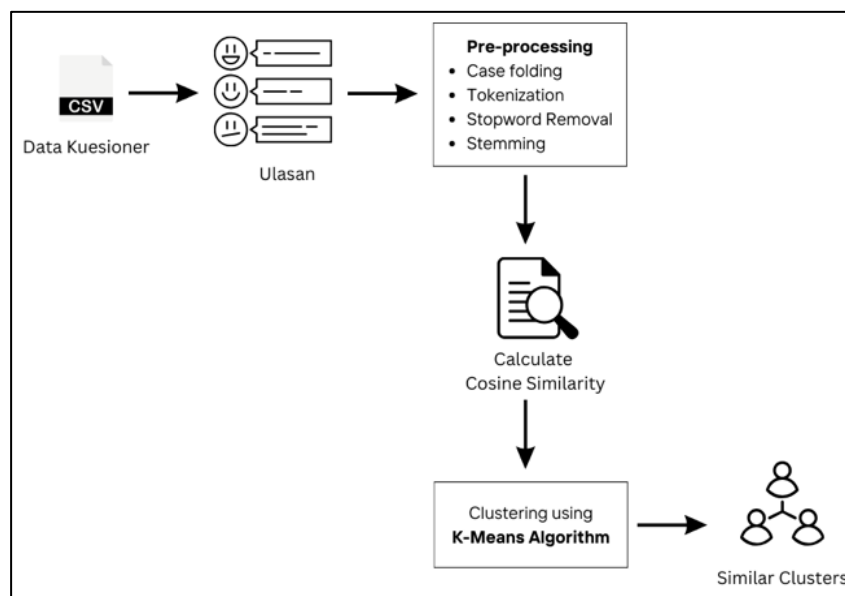 CSV
Data Kuesioner
Ulasan
Pre-processing
• Case folding
• Tokenization
• Stopword Removal
• Stemming
Calculate
Cosine Similarity
Clustering using
K-Means Algorithm
Similar Clusters